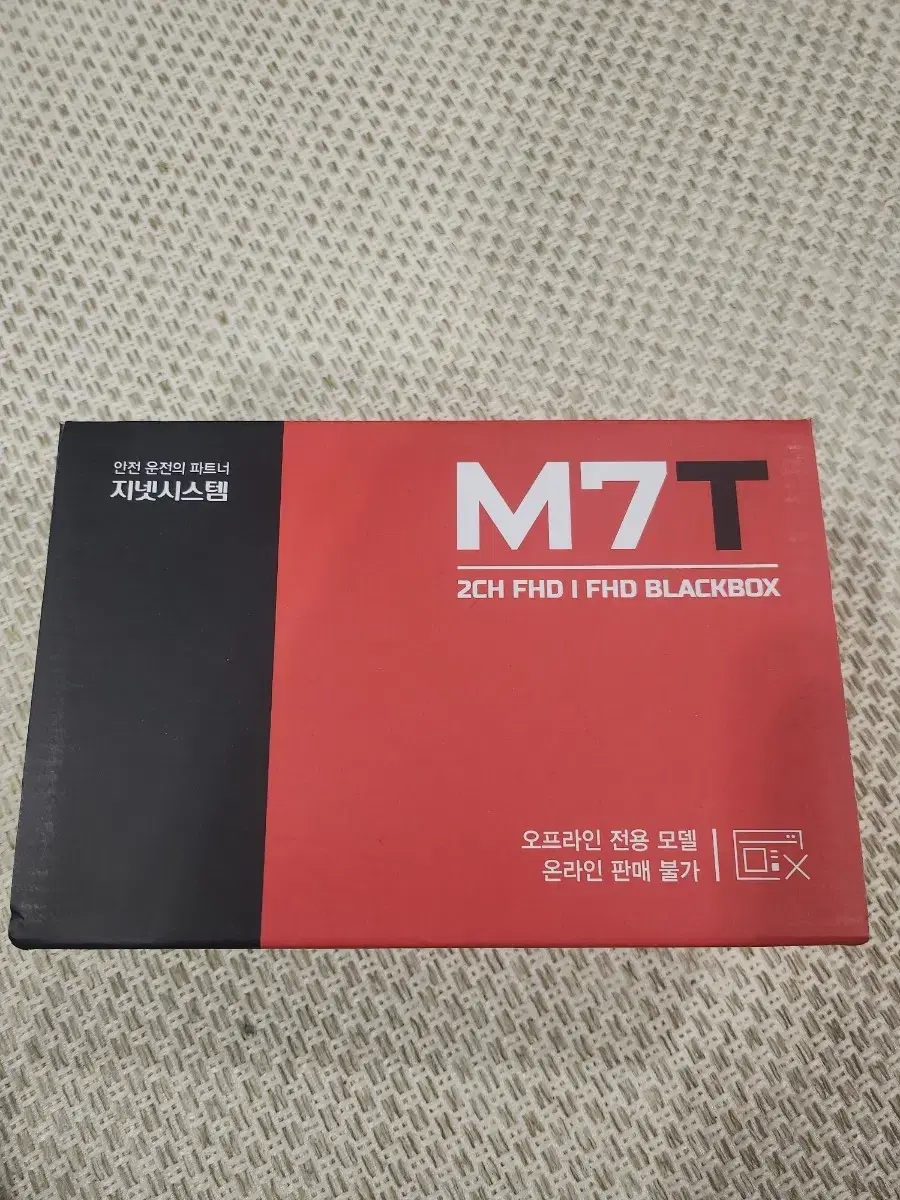 안전 운전의 파트너
지넷시스템
M7T
2CH FHD | FHD BLACKBOX
오프라인 전용 모델
온라인 판매 불가